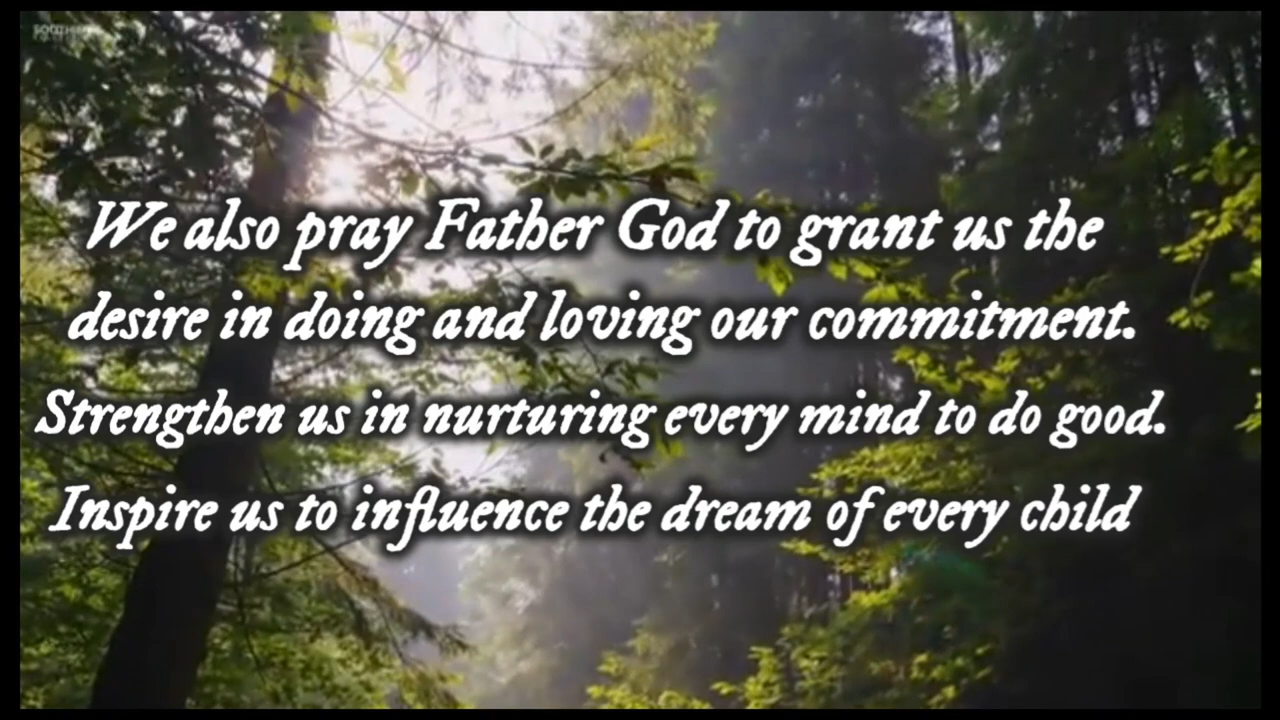 We also pray Father God to grant us the
desire in doing and loving our commitment.
Strengthen us in nurturing every mind to do good.
Inspire us to influence the dream of every child